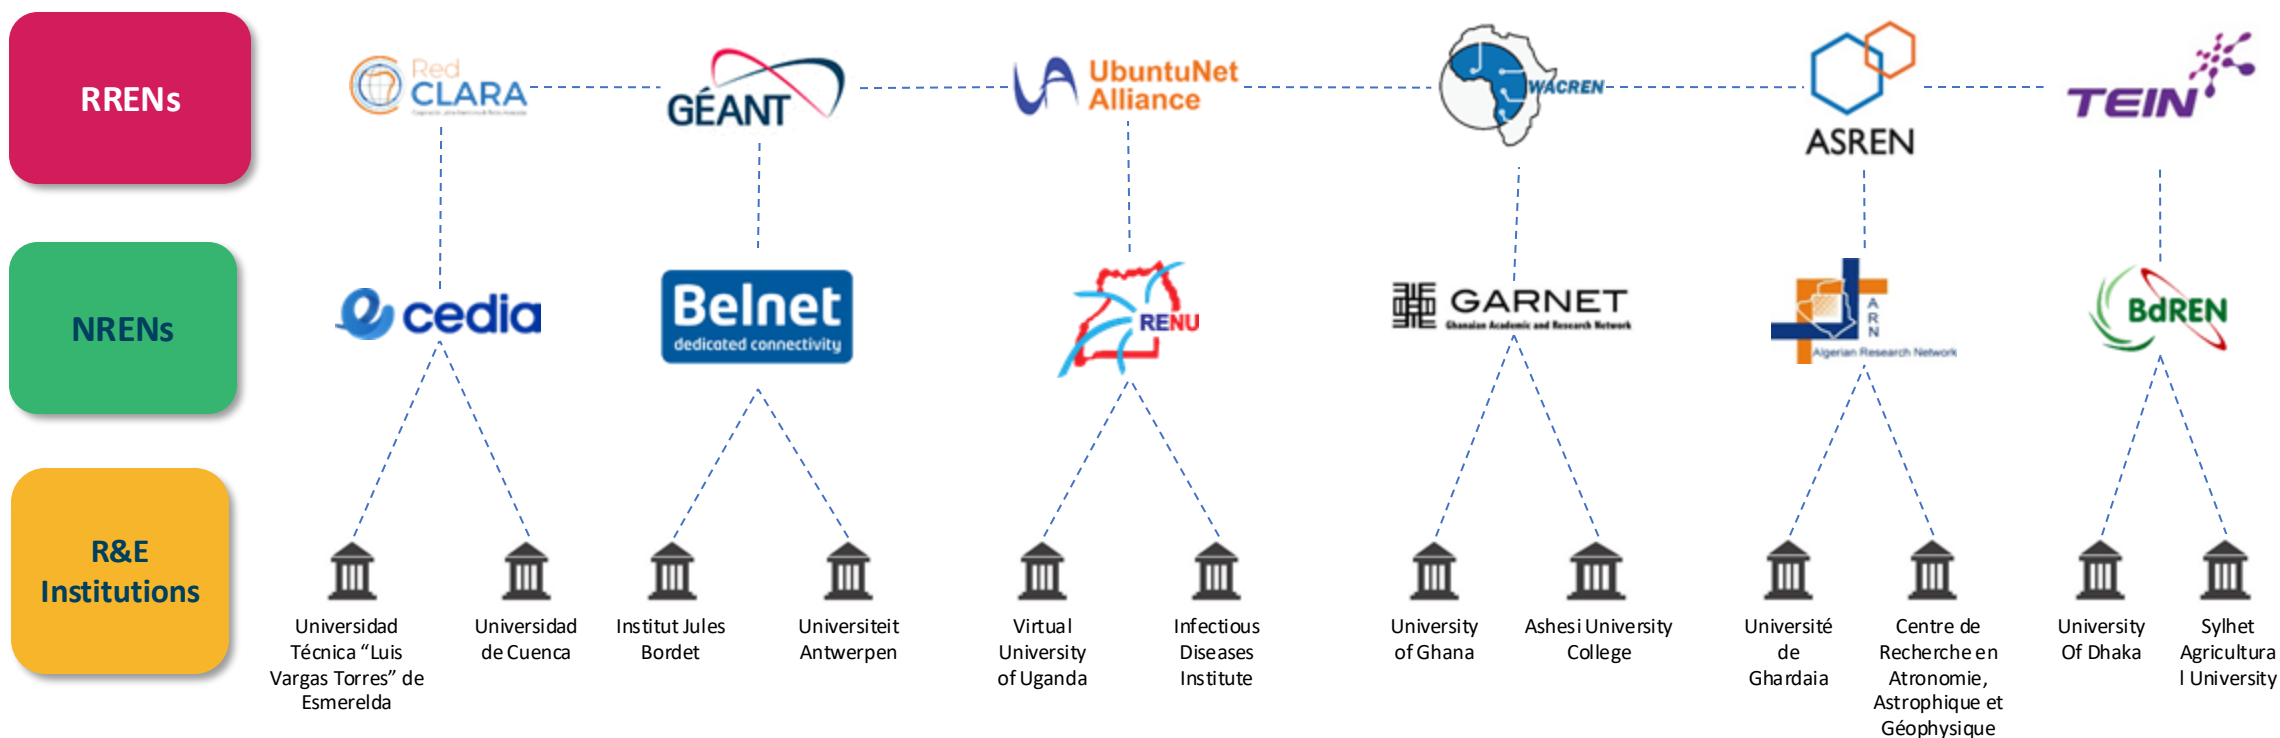 RRENs
Red
CLARA
GÉANT
UbuntuNet
Alliance
WACREN
ASREN
TEIN
NRENs
cedia
Belnet
dedicated connectivity
RENU
GARNET
Ghanaian Academic and Research Network
A
R
N
Algerian Research Network
BdREN
R&E
Institutions
Universidad
Técnica “Luis
Vargas Torres” de
Esmerelda
Universidad
de Cuenca
Institut Jules
Bordet
Universiteit
Antwerpen
Virtual
University
of Uganda
Infectious
Diseases
Institute
University
of Ghana
Ashesi University
College
Université
de
Ghardaia
Centre de
Recherche en
Atronomie,
Astrophique et
Géophysique
University
Of Dhaka
Sylhet
Agricultura
l University